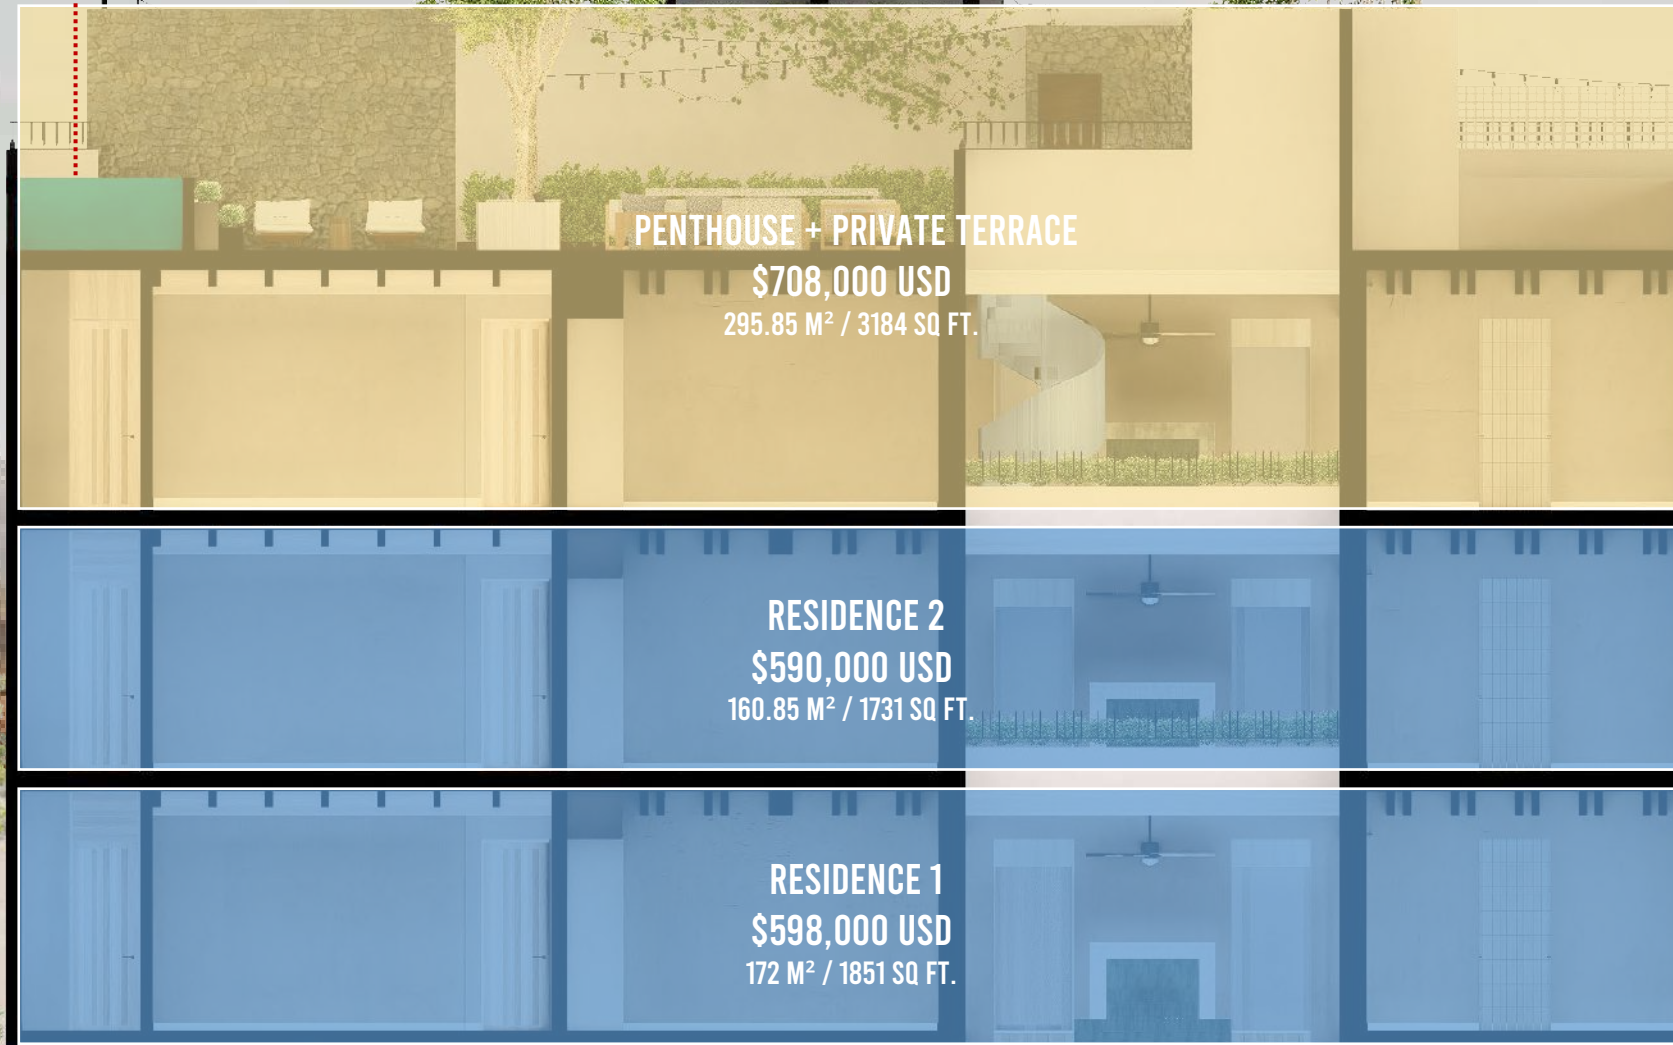 PENTHOUSE + PRIVATE TERRACE
$708,000 USD
295.85 M² / 3184 SQ FT.
RESIDENCE 2
$590,000 USD
160.85 M² / 1731 SQ FT.
RESIDENCE 1
$598,000 USD
172 M² / 1851 SQ FT.